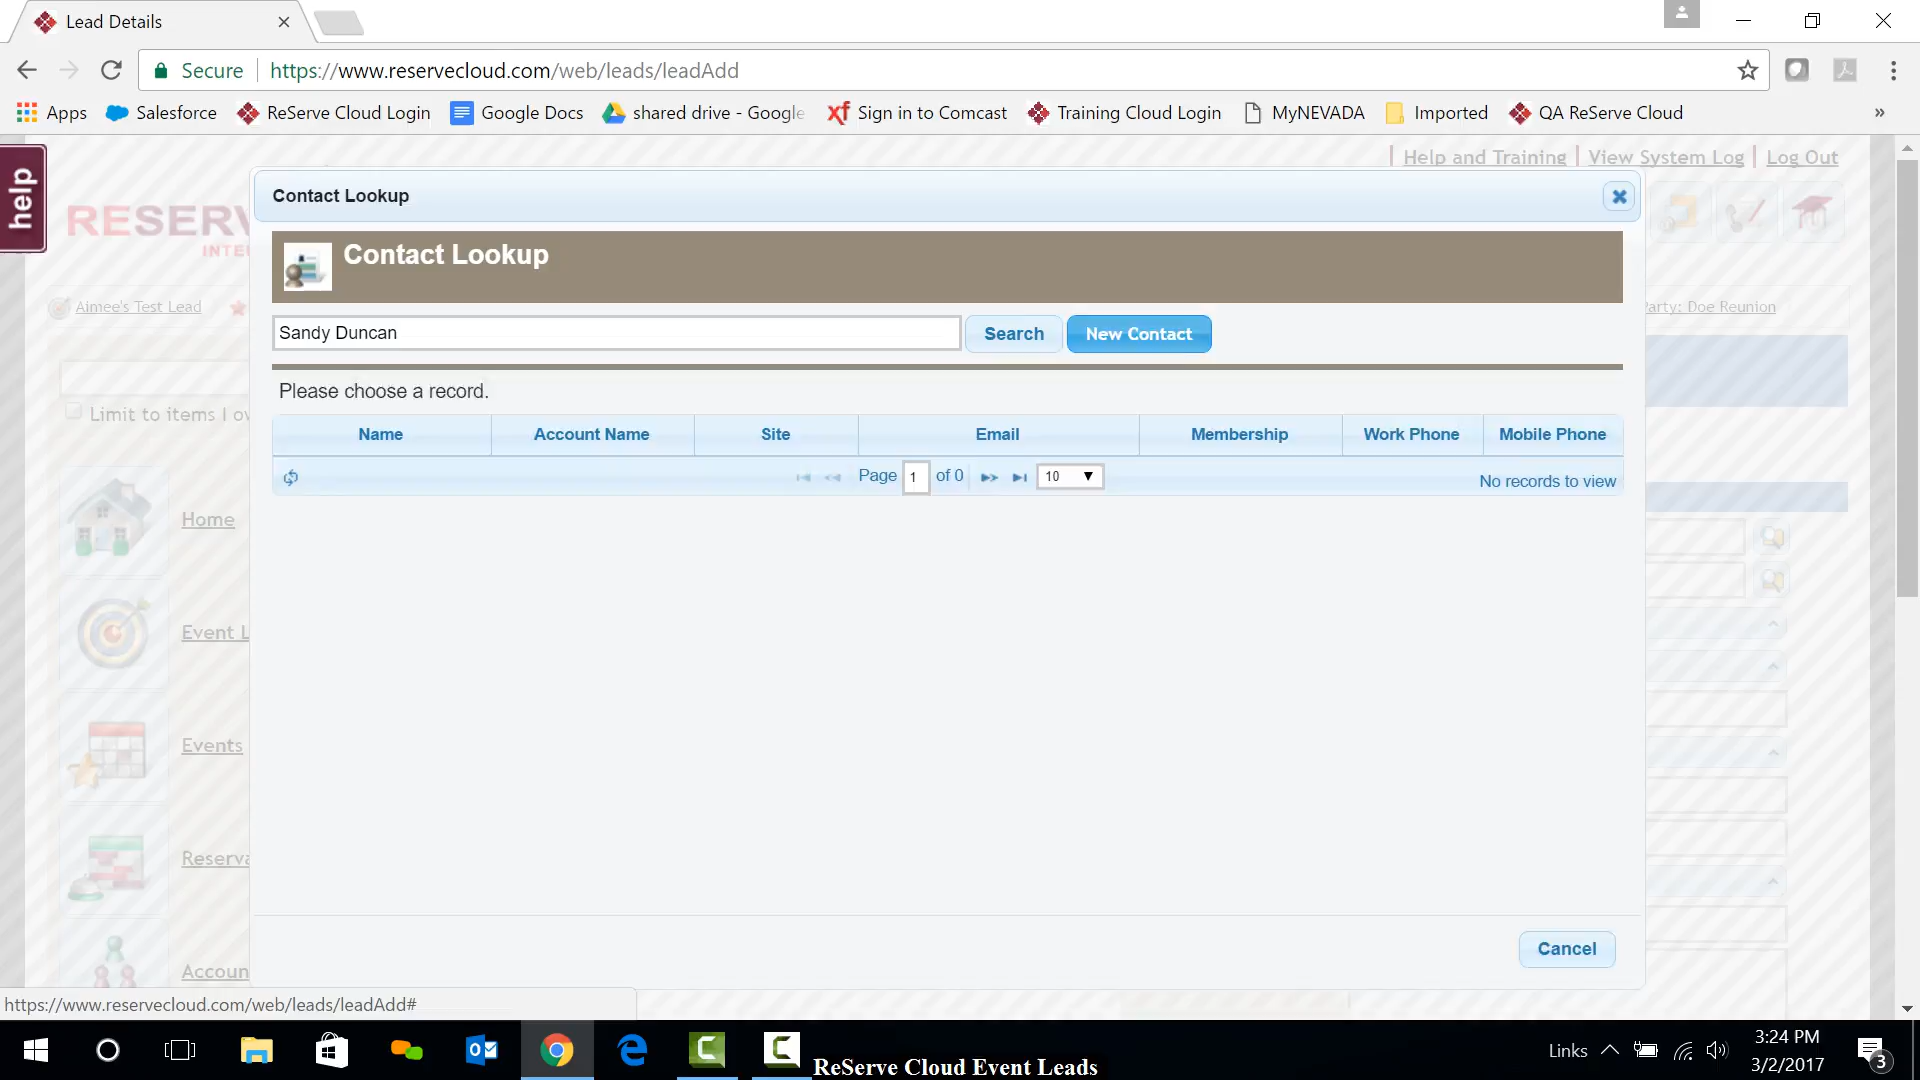 Lead Details
Secure https://www.reservecloud.com/web/leads/leadAdd
Apps Salesforce ReServe Cloud Login Google Docs shared drive - Google Sign in to Comcast Training Cloud Login MyNEVADA Imported QA ReServe Cloud »
Help and Training View System Log Log Out
help
Contact Lookup
RESERV
INTE
Contact Lookup
Aimee's Test Lead
Party: Doe Reunion
Sandy Duncan Search New Contact
Please choose a record.
Limit to items I ow
Name Account Name Site Email Membership Work Phone Mobile Phone
Page 1 of 0 10 No records to view
Home
Event L
Events
Reserva
Cancel
Accoun
https://www.reservecloud.com/web/leads/leadAdd#
Links 3:24 PM
3/2/2017
3
ReServe Cloud Event Leads